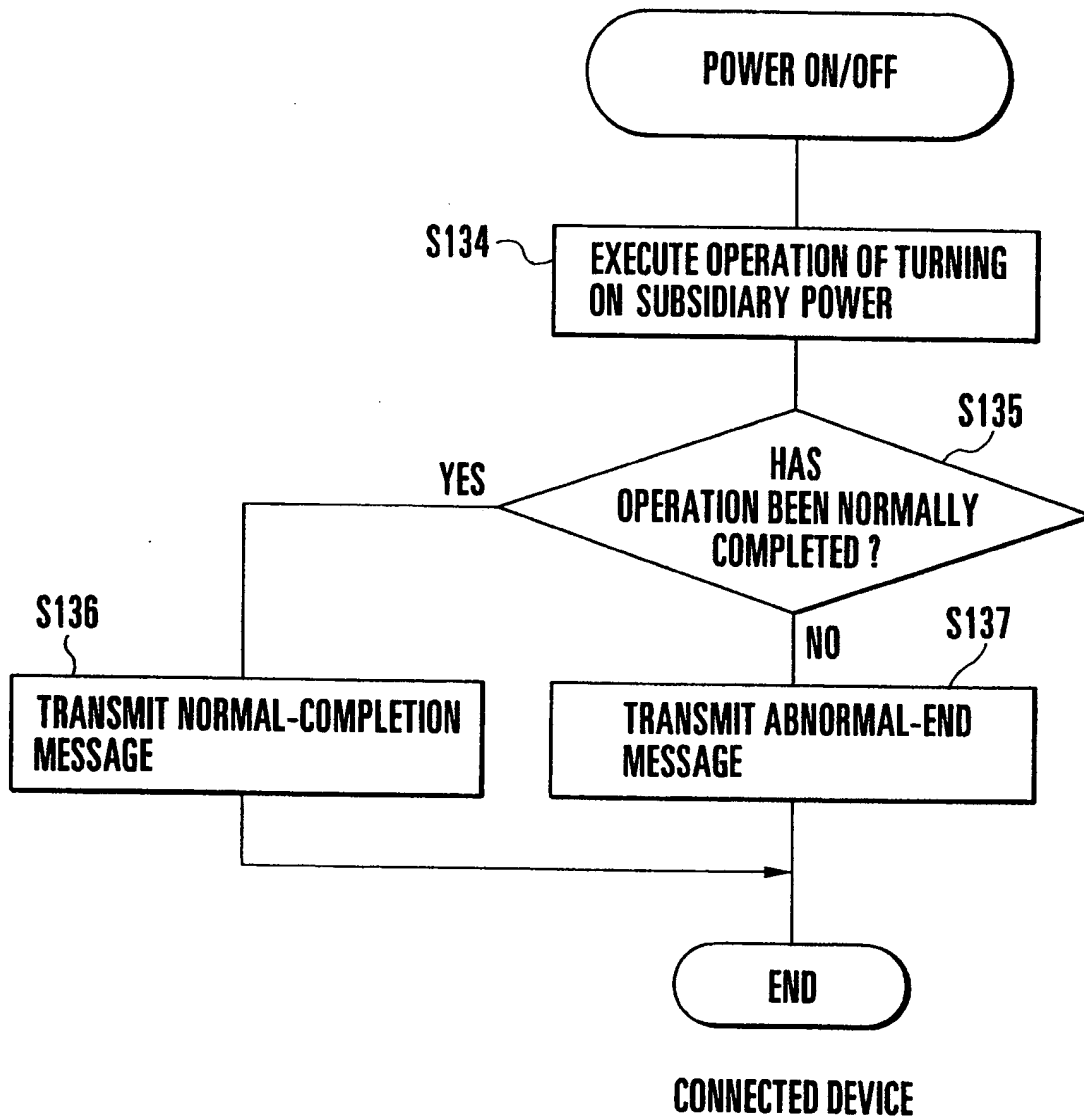 POWER ON/OFF
S134
EXECUTE OPERATION OF TURNING
ON SUBSIDIARY POWER
S135
HAS
OPERATION BEEN NORMALLY
COMPLETED ?
YES
NO
S136
TRANSMIT NORMAL-COMPLETION
MESSAGE
S137
TRANSMIT ABNORMAL-END
MESSAGE
END
CONNECTED DEVICE